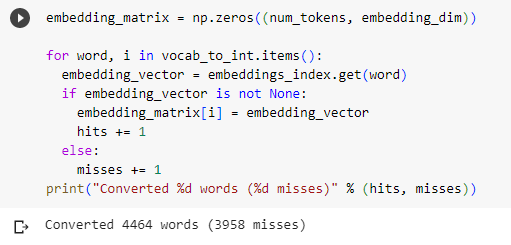 embedding_matrix = np.zeros((num_tokens, embedding_dim))
for word, i in vocab_to_int.items():
  embedding_vector = embeddings_index.get(word)
  if embedding_vector is not None:
    embedding_matrix[i] = embedding_vector
    hits += 1
  else:
    misses += 1
print("Converted %d words (%d misses)" % (hits, misses))
Converted 4464 words (3958 misses)